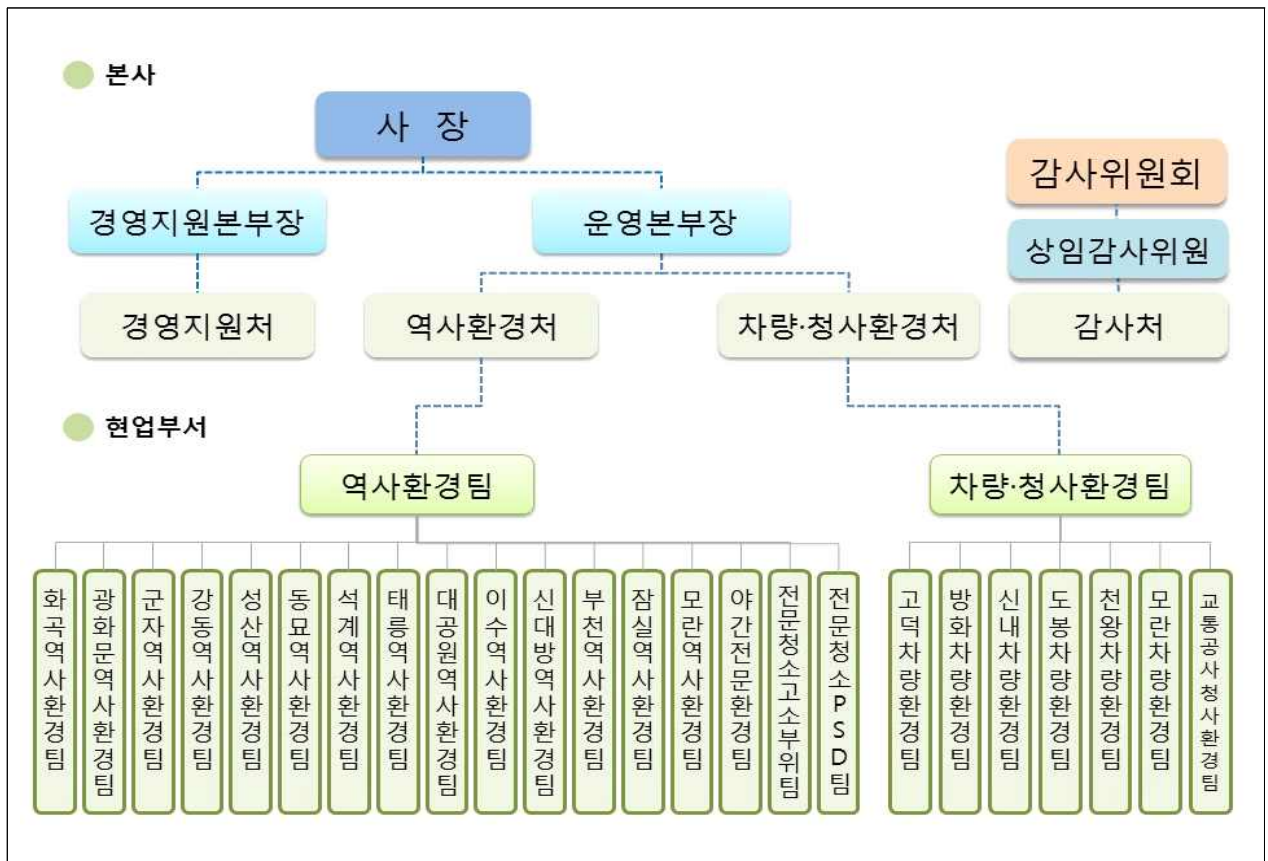 본사
사 장
감사위원회
경영지원본부장
운영본부장
상임감사위원
경영지원처
역사환경처
차량·청사환경처
감사처
현업부서
역사환경팀
차량·청사환경팀
화곡역사환경팀
광화문역사환경팀
군자역사환경팀
강동역사환경팀
성산역사환경팀
동묘역사환경팀
석계역사환경팀
태릉역사환경팀
대공원역사환경팀
이수역사환경팀
신대방역사환경팀
부천역사환경팀
잠실역사환경팀
모란역사환경팀
야간전문환경팀
전문청소고소부위팀
전문청소PSD팀
고덕차량환경팀
방화차량환경팀
신내차량환경팀
도봉차량환경팀
천왕차량환경팀
모란차량환경팀
교통공사청사환경팀